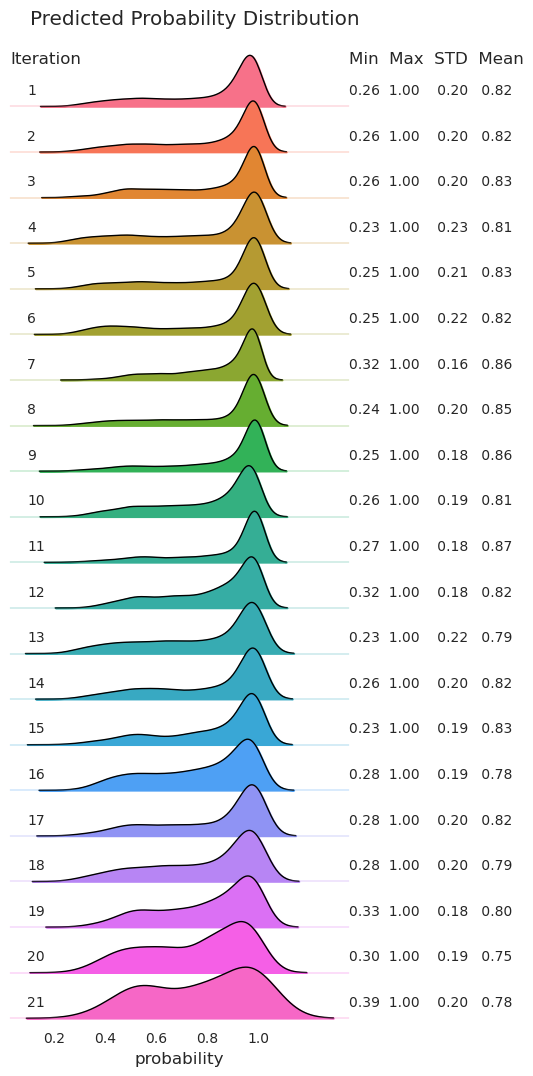 Predicted Probability Distribution
Iteration Min Max STD Mean
1 0.26 1.00 0.20 0.82
2 0.26 1.00 0.20 0.82
3 0.26 1.00 0.20 0.83
4 0.23 1.00 0.23 0.81
5 0.25 1.00 0.21 0.83
6 0.25 1.00 0.22 0.82
7 0.32 1.00 0.16 0.86
8 0.24 1.00 0.20 0.85
9 0.25 1.00 0.18 0.86
10 0.26 1.00 0.19 0.81
11 0.27 1.00 0.18 0.87
12 0.32 1.00 0.18 0.82
13 0.23 1.00 0.22 0.79
14 0.26 1.00 0.20 0.82
15 0.23 1.00 0.19 0.83
16 0.28 1.00 0.19 0.78
17 0.28 1.00 0.20 0.82
18 0.28 1.00 0.20 0.79
19 0.33 1.00 0.18 0.80
20 0.30 1.00 0.19 0.75
21 0.39 1.00 0.20 0.78
0.2 0.4 0.6 0.8 1.0
probability